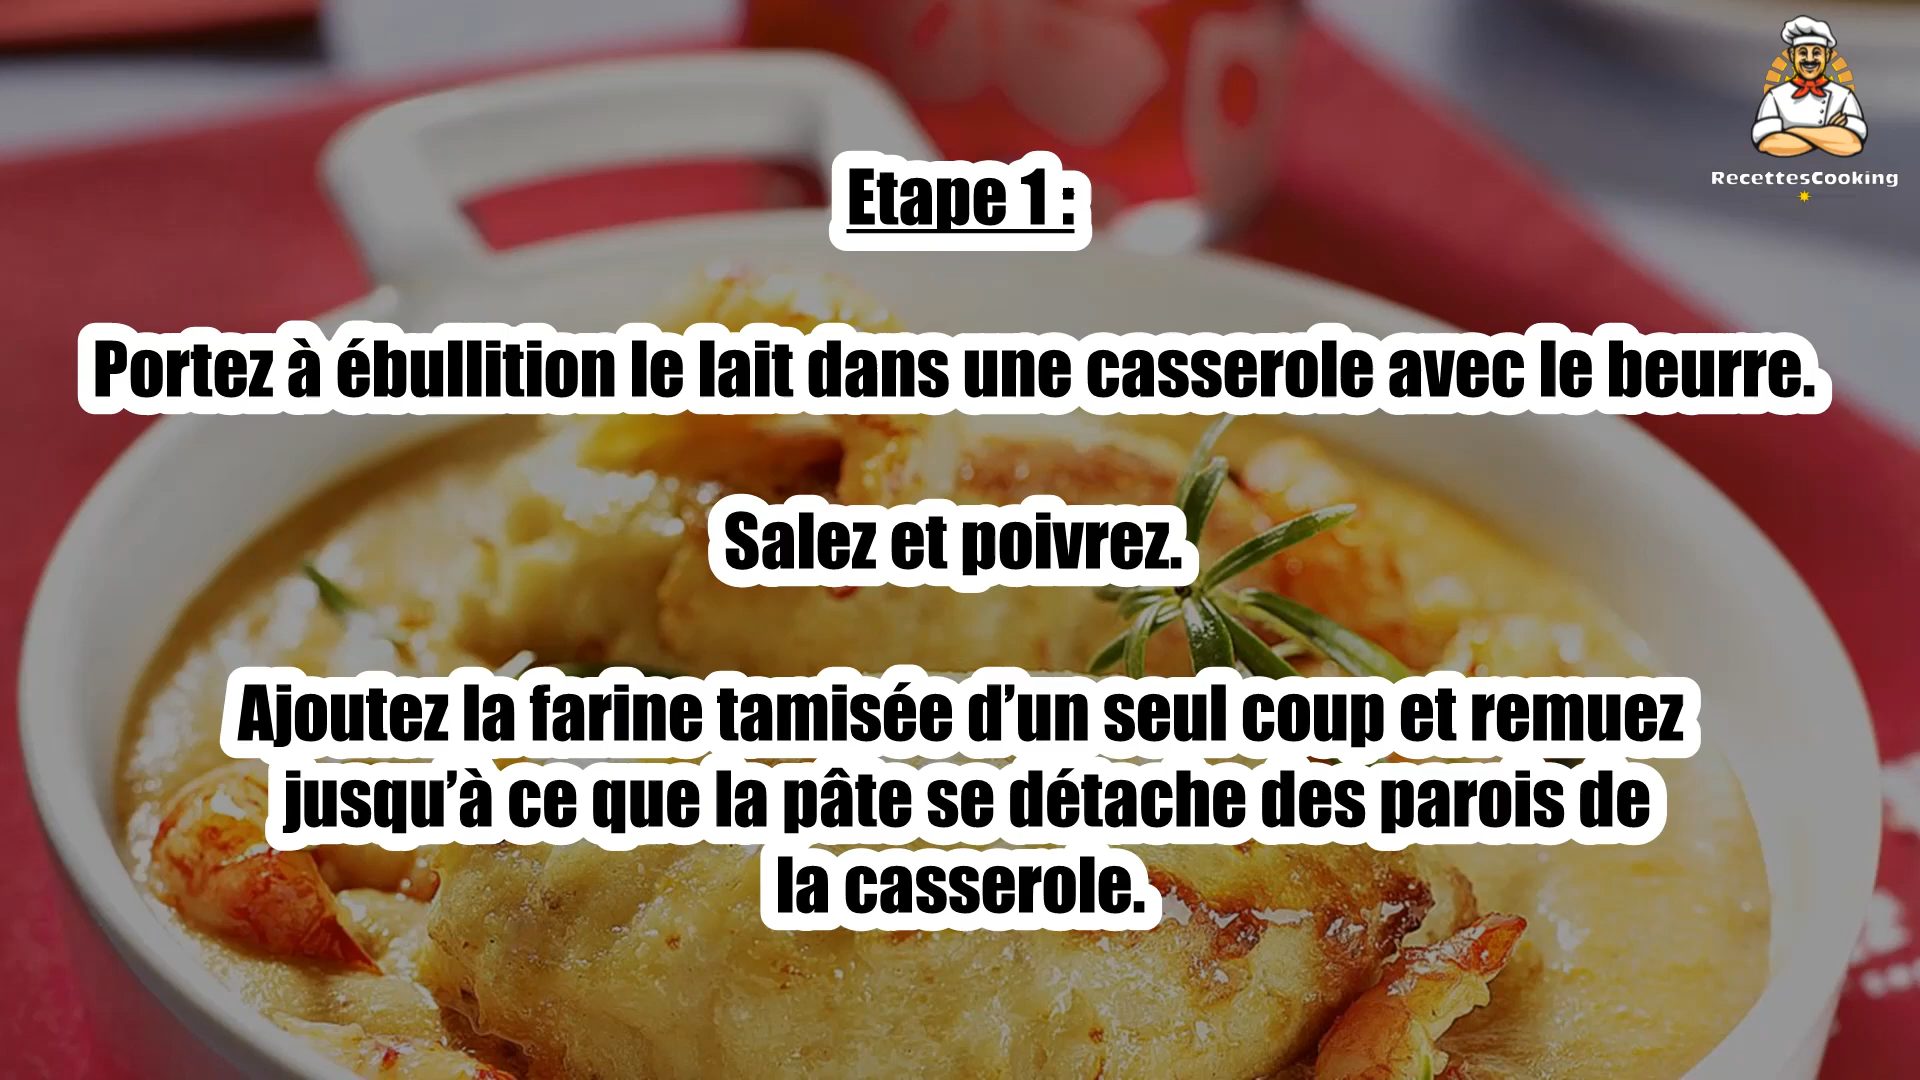 RecettesCooking
Etape 1 :
Portez à ébullition le lait dans une casserole avec le beurre.
Salez et poivrez.
Ajoutez la farine tamisée d’un seul coup et remuez
jusqu’à ce que la pâte se détache des parois de
la casserole.